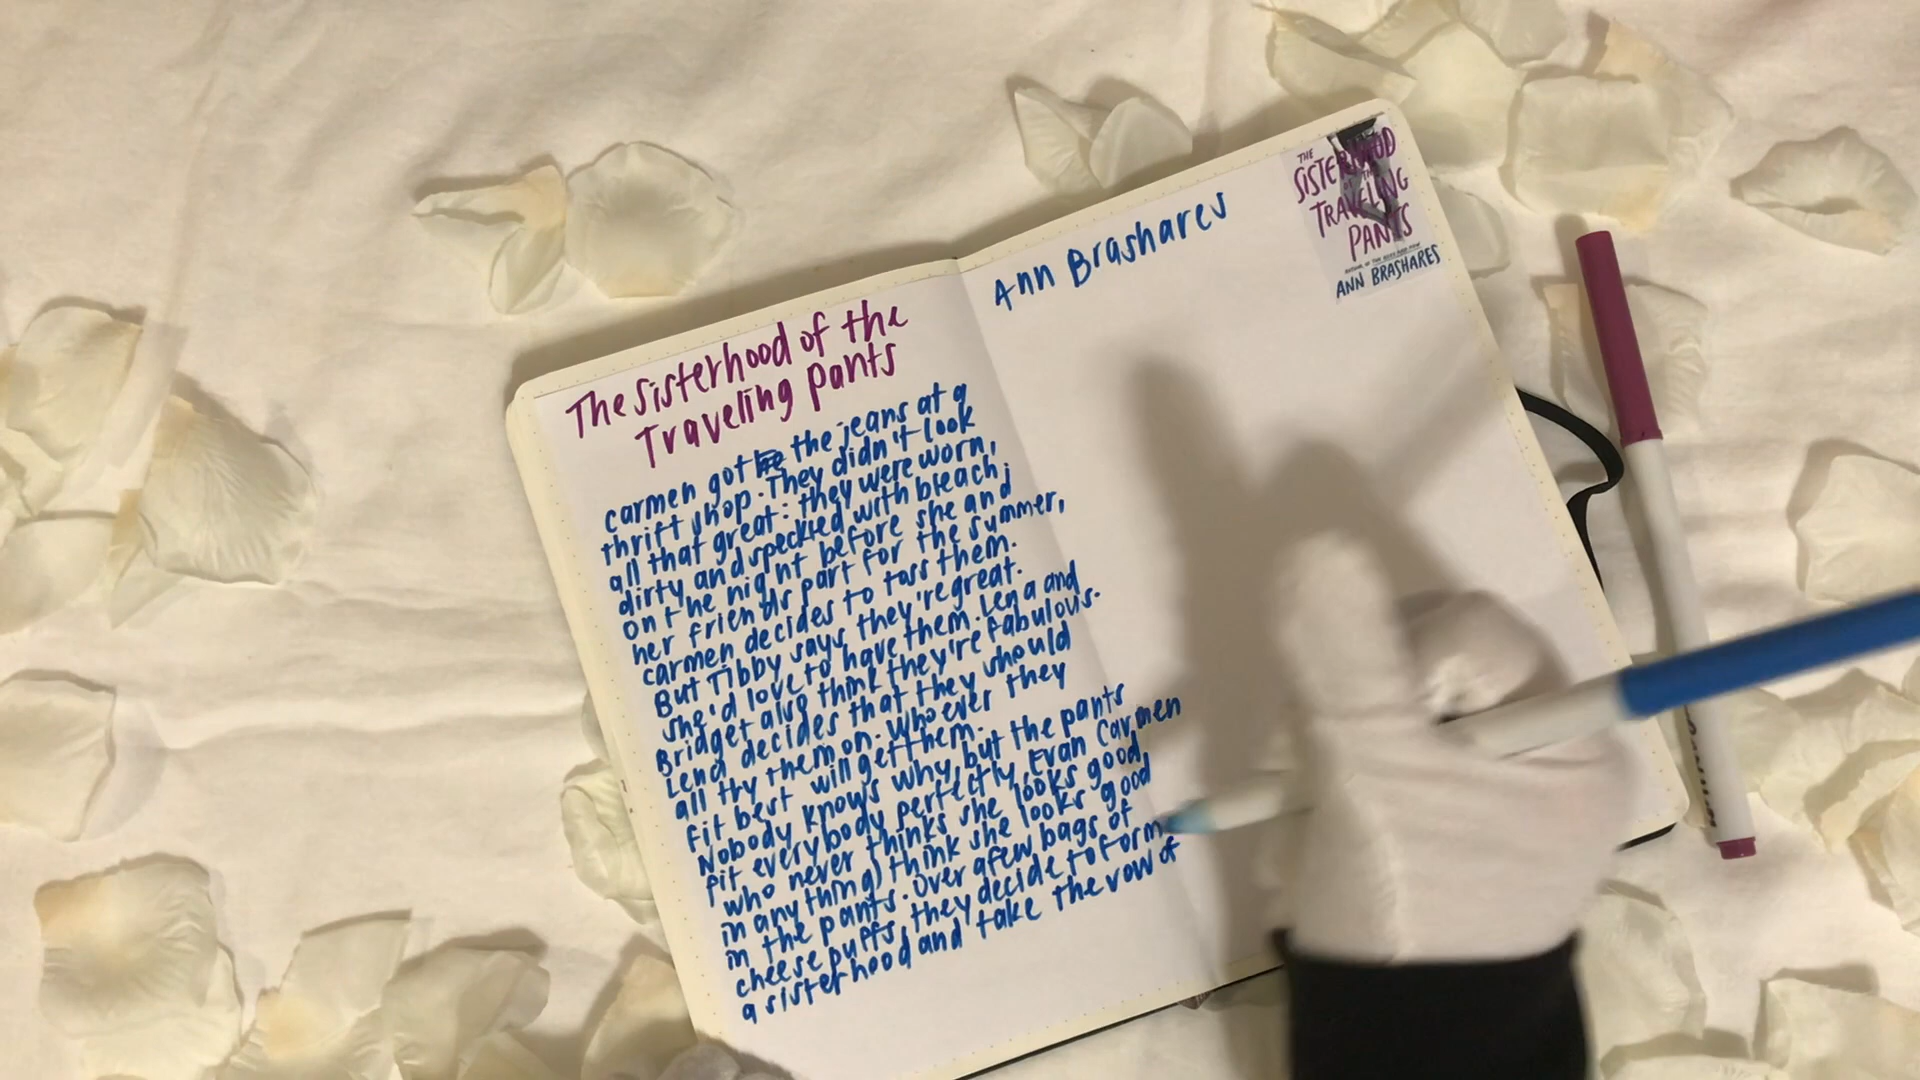 The Sisterhood of the
Traveling Pants
carmen got the jeans at a
thrift shop. They didn't look
all that great: they were worn,
dirty and speckled with bleach;
on the night before she and
her friends part for the summer,
carmen decides to toss them.
But Tibby says they're great.
she'd love to have them. Lena and
Bridget also think they're fabulous.
Lena decides that they should
all try them on. Whoever they
fit best will get them.
Nobody knows why, but the pants
fit everybody perfectly. Evan Carmen
who never thinks she looks good
in anything) think she looks good
in the pants. Over a few bags of
cheese puffs, they decide to form
a sisterhood and take the vow of
Ann Brashares
THE
SISTERHOOD
OF THE
TRAVELING
PANTS
ANN BRASHARES